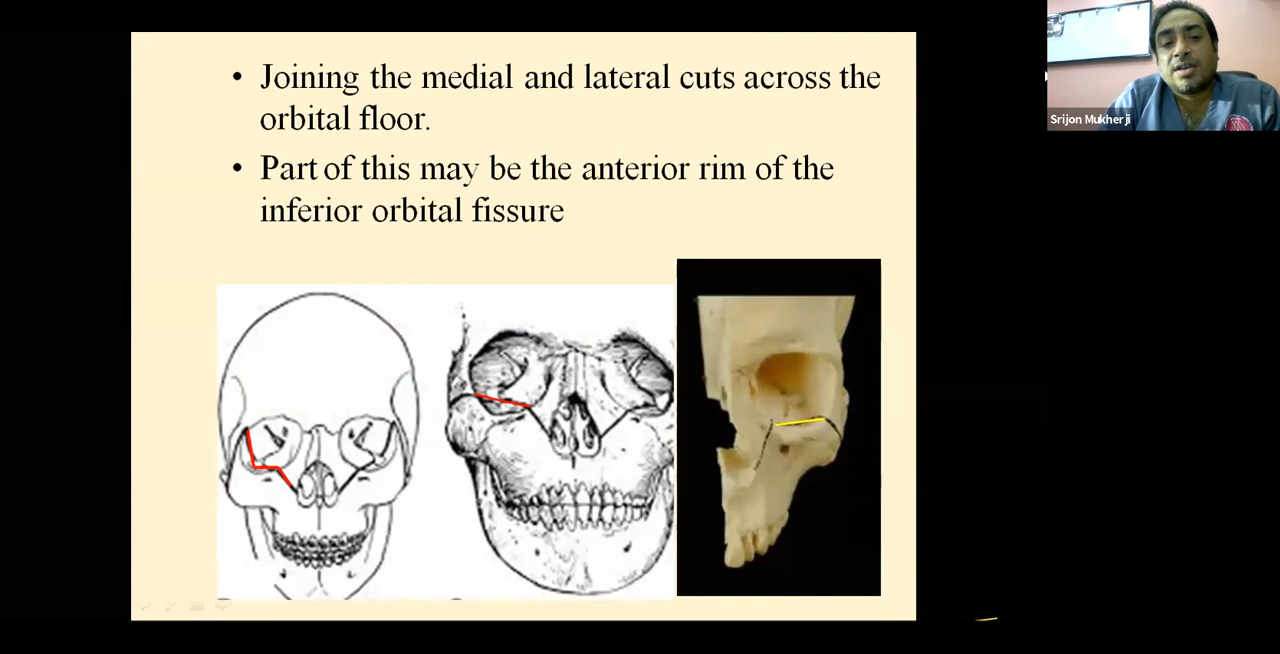 • Joining the medial and lateral cuts across the
orbital floor.
• Part of this may be the anterior rim of the
inferior orbital fissure
Srijon Mukherji